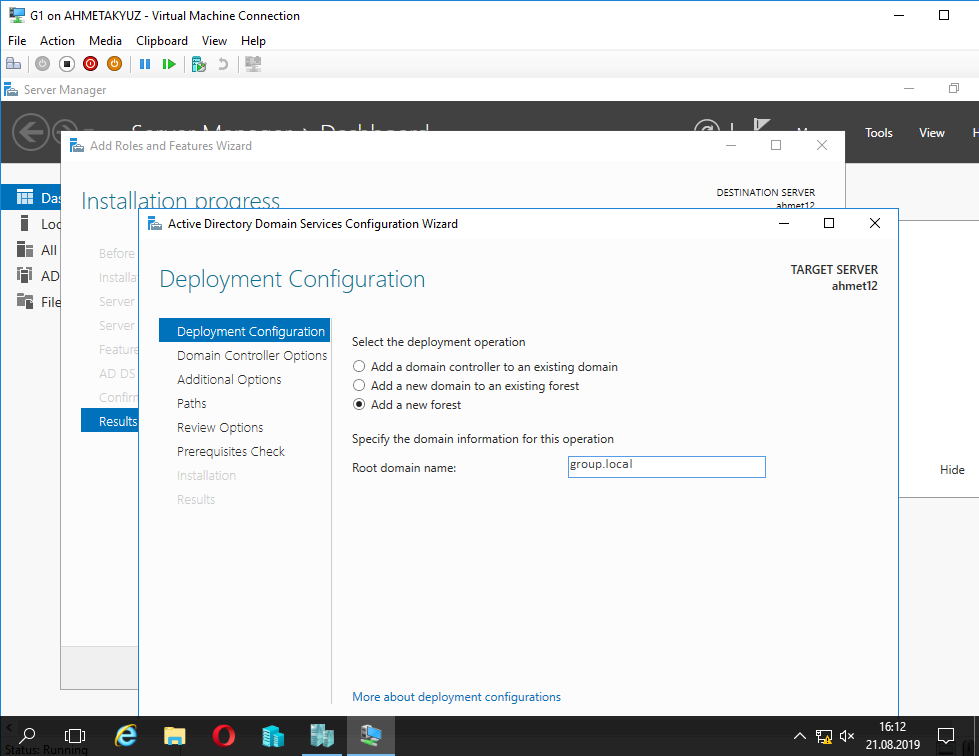 G1 on AHMETAKYUZ - Virtual Machine Connection
File Action Media Clipboard View Help
Server Manager
Server Manager Dashboard
Tools View
Add Roles and Features Wizard
Installation progress
DESTINATION SERVER
ahmet12
Das
Loc
All
AD
File
Before
Installa
Server
Server
Feature
AD DS
Confir
Results
Active Directory Domain Services Configuration Wizard
Deployment Configuration
TARGET SERVER
ahmet12
Deployment Configuration
Domain Controller Options
Additional Options
Paths
Review Options
Prerequisites Check
Installation
Results
Select the deployment operation
Add a domain controller to an existing domain
Add a new domain to an existing forest
Add a new forest
Specify the domain information for this operation
Root domain name: group.local
More about deployment configurations
Hide
16:12
21.08.2019
Status: Running